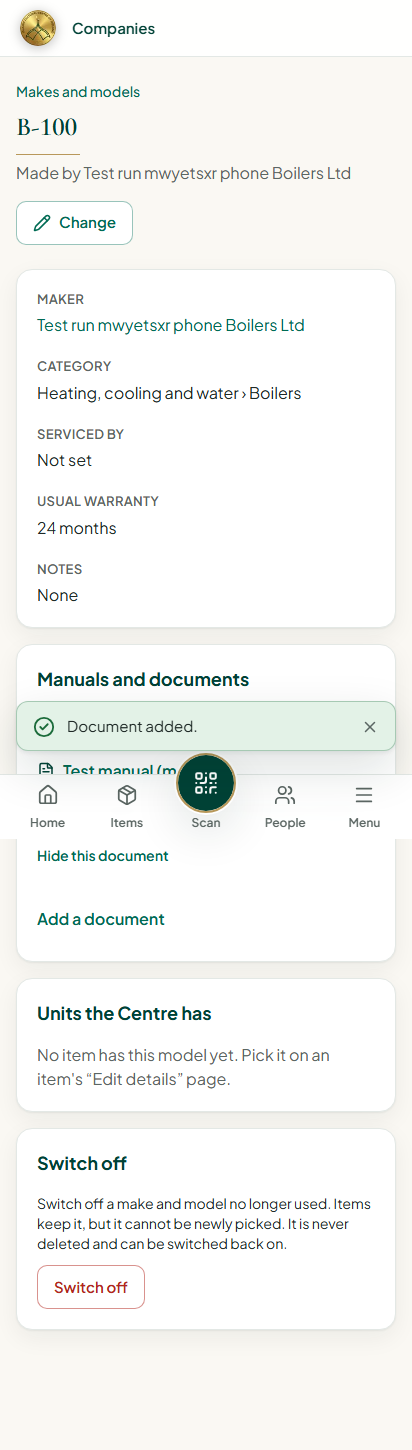 Companies
Makes and models
B-100
Made by Test run mwyetsxr phone Boilers Ltd
Change
MAKER
Test run mwyetsxr phone Boilers Ltd
CATEGORY
Heating, cooling and water › Boilers
SERVICED BY
Not set
USUAL WARRANTY
24 months
NOTES
None
Manuals and documents
Document added.
Test manual (m
Home
Items
Scan
People
Menu
Hide this document
Add a document
Units the Centre has
No item has this model yet. Pick it on an
item's “Edit details” page.
Switch off
Switch off a make and model no longer used. Items
keep it, but it cannot be newly picked. It is never
deleted and can be switched back on.
Switch off